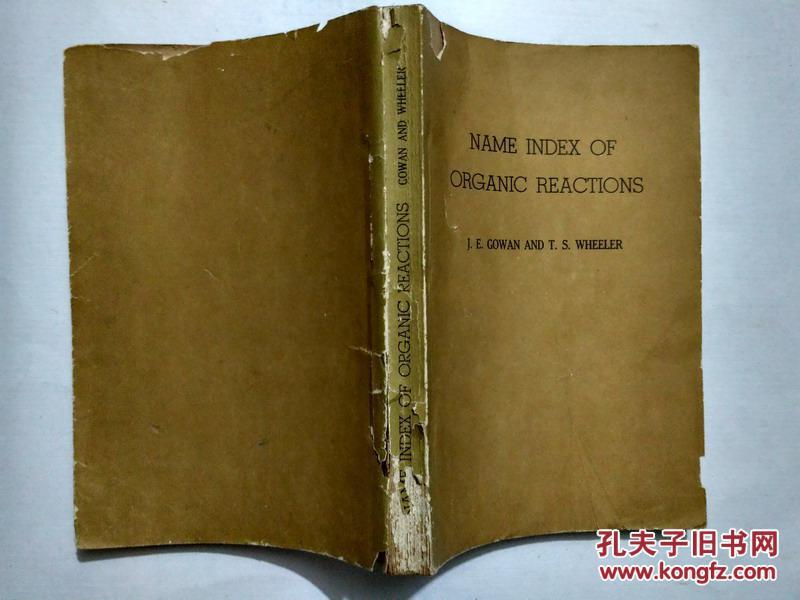 NAME INDEX OF
ORGANIC REACTIONS
J. E. GOWAN AND T. S. WHEELER
INDEX OF ORGANIC REACTIONS GOWAN AND WHEELER
孔夫子旧书网
www.kongfz.com